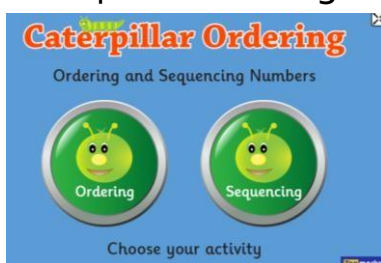 Caterpillar Ordering
Ordering and Sequencing Numbers
Ordering
Sequencing
Choose your activity